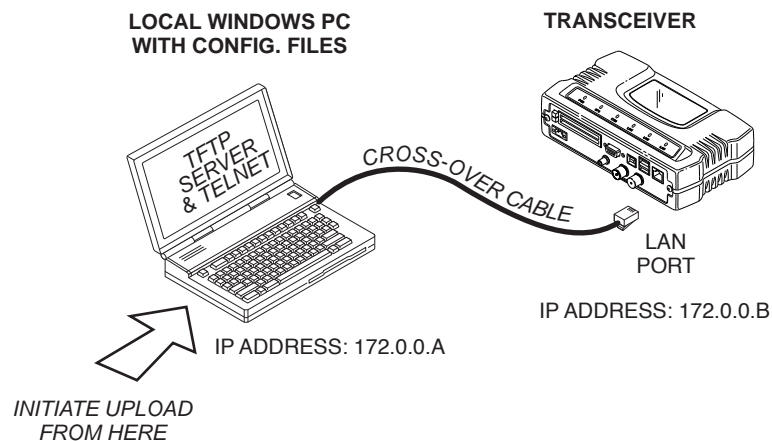 LOCAL WINDOWS PC
WITH CONFIG. FILES
TRANSCEIVER
TFTP
SERVER
& TELNET
CROSS-OVER CABLE
LAN
PORT
IP ADDRESS: 172.0.0.B
IP ADDRESS: 172.0.0.A
INITIATE UPLOAD
FROM HERE